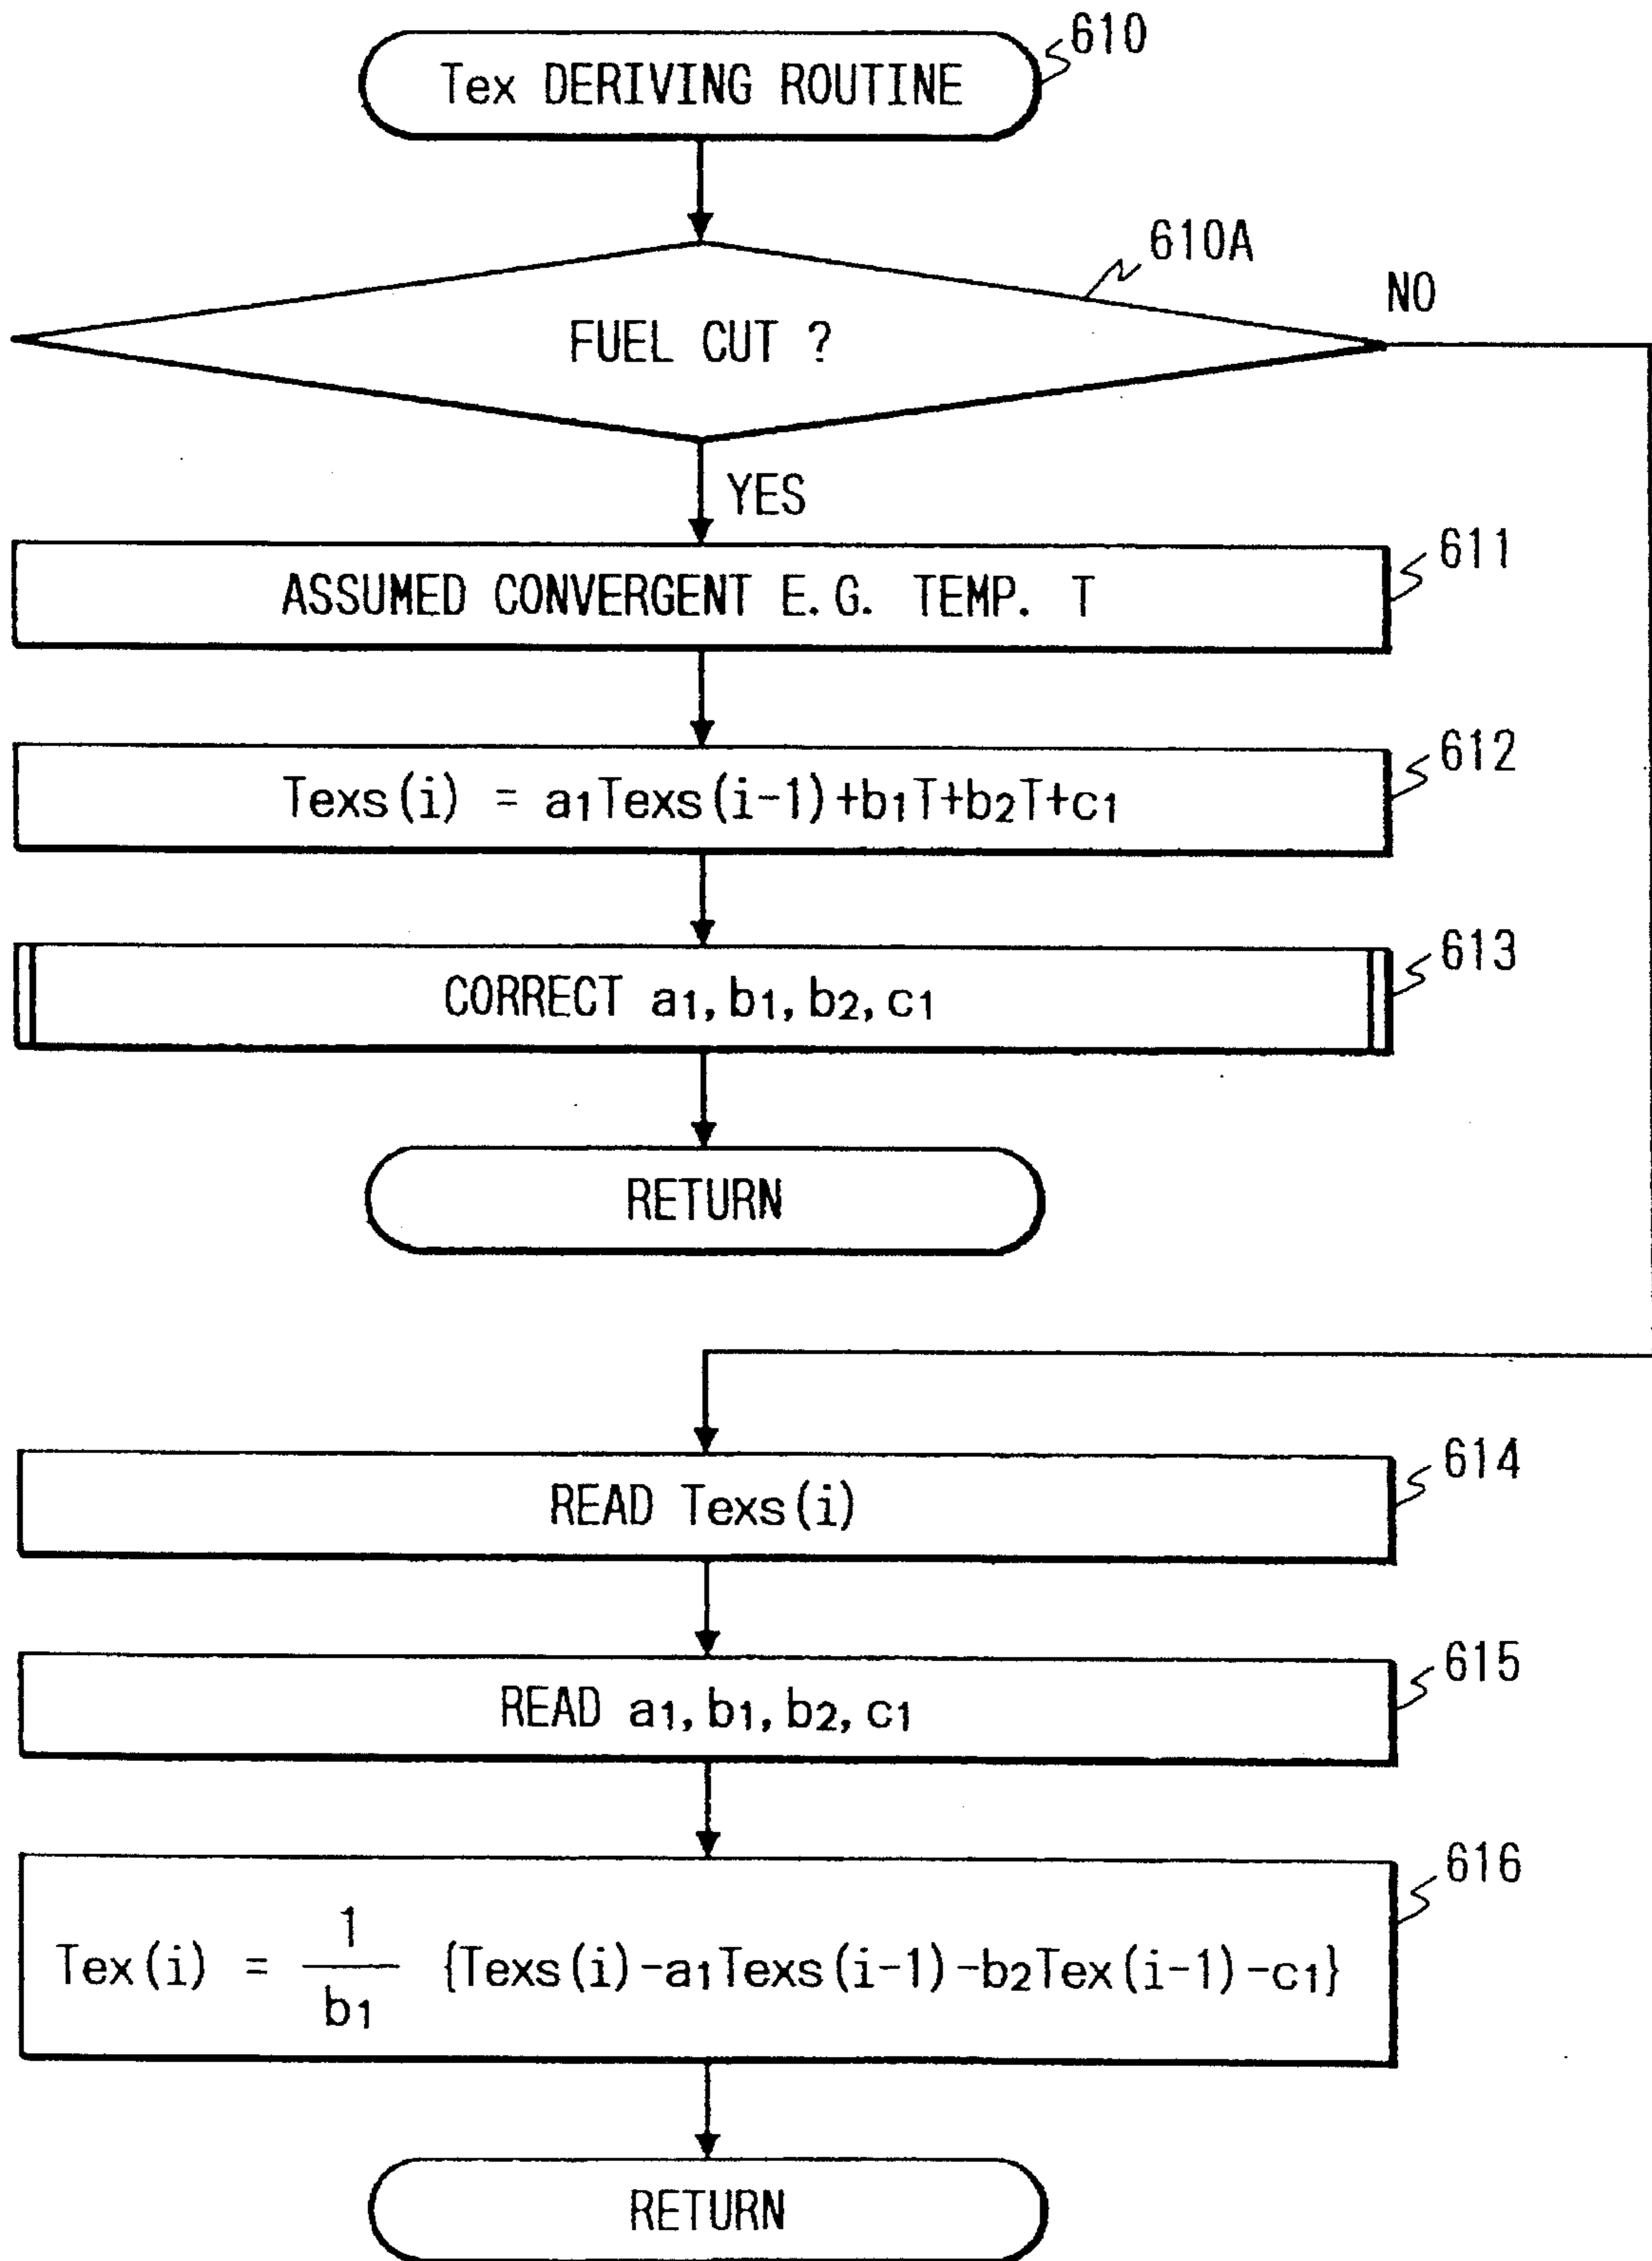 Tex DERIVING ROUTINE
610
610A
FUEL CUT ?
NO
YES
ASSUMED CONVERGENT E.G. TEMP. T
611
Texs(i) = a₁Texs(i-1)+b₁T+b₂T+c₁
612
CORRECT a₁, b₁, b₂, c₁
613
RETURN
READ Texs(i)
614
READ a₁, b₁, b₂, c₁
615
Tex(i) = 1/b₁ {Texs(i)-a₁Texs(i-1)-b₂Tex(i-1)-c₁}
616
RETURN